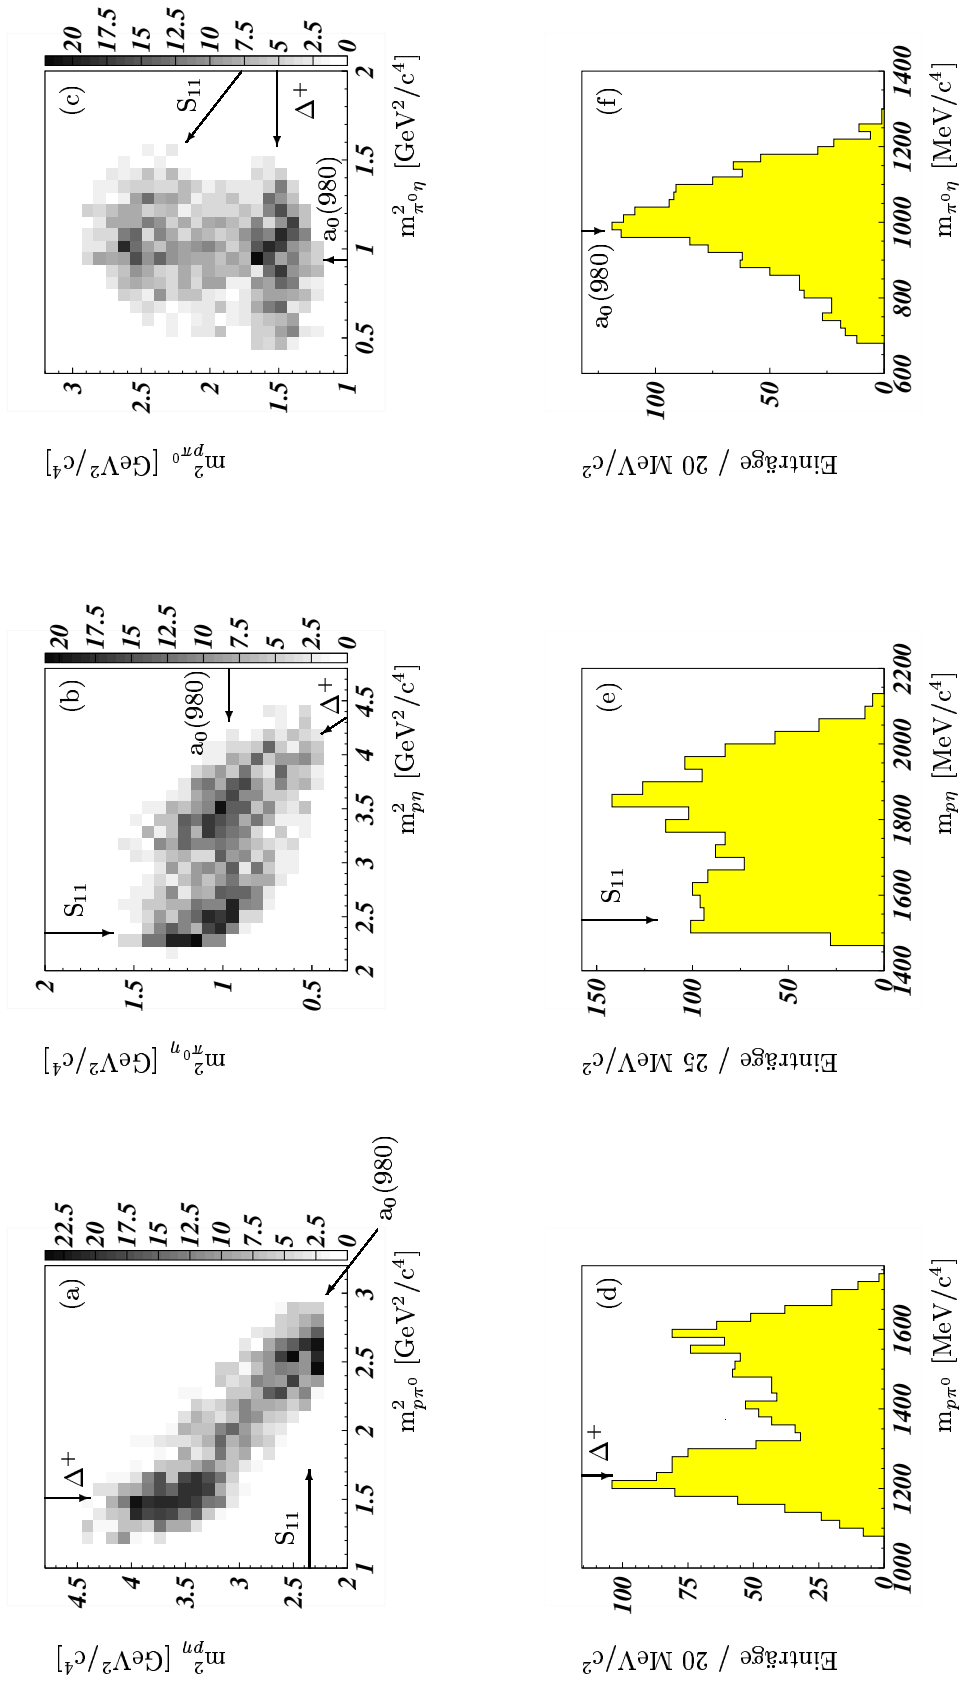 (a)
m²pη [GeV²/c⁴]
4.5
4
3.5
3
2.5
2
1
1.5
2
2.5
3
m²pπ⁰ [GeV²/c⁴]
22.5
20
17.5
15
12.5
10
7.5
5
2.5
0
Δ⁺
S₁₁
a₀(980)
(b)
m²π⁰η [GeV²/c⁴]
2
1.5
1
0.5
2
2.5
3
3.5
4
4.5
m²pη [GeV²/c⁴]
20
17.5
15
12.5
10
7.5
5
2.5
0
S₁₁
a₀(980)
Δ⁺
(c)
m²pπ⁰ [GeV²/c⁴]
3
2.5
2
1.5
1
0.5
1
1.5
2
m²π⁰η [GeV²/c⁴]
20
17.5
15
12.5
10
7.5
5
2.5
0
S₁₁
Δ⁺
a₀(980)
(d)
Einträge / 20 MeV/c²
100
75
50
25
0
1000
1200
1400
1600
mpπ⁰ [MeV/c⁴]
Δ⁺
(e)
Einträge / 25 MeV/c²
150
100
50
0
1400
1600
1800
2000
2200
mpη [MeV/c⁴]
S₁₁
(f)
Einträge / 20 MeV/c²
100
50
0
600
800
1000
1200
1400
mπ⁰η [MeV/c⁴]
a₀(980)